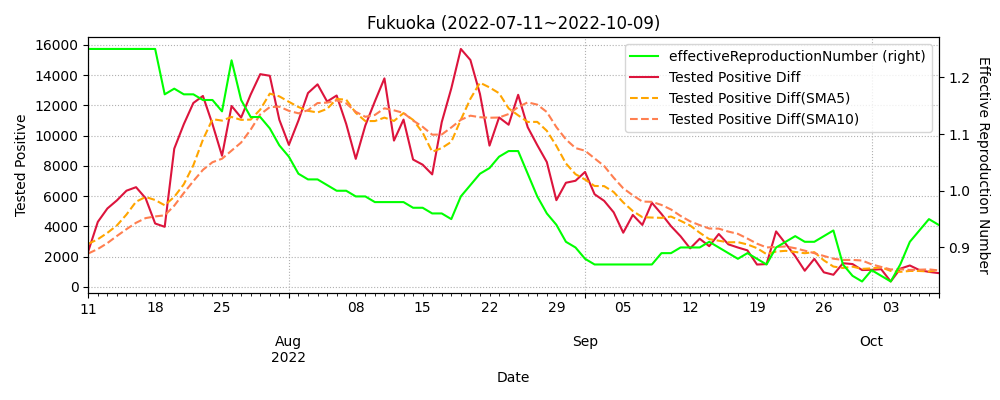 Fukuoka (2022-07-11~2022-10-09)
effectiveReproductionNumber (right)
Tested Positive Diff
Tested Positive Diff(SMA5)
Tested Positive Diff(SMA10)
Tested Positive
16000
14000
12000
10000
8000
6000
4000
2000
0
1.2
1.1
1.0
0.9
Effective Reproduction Number
11 18 25 08 15 22 29 05 12 19 26 03
Aug Sep Oct
2022
Date